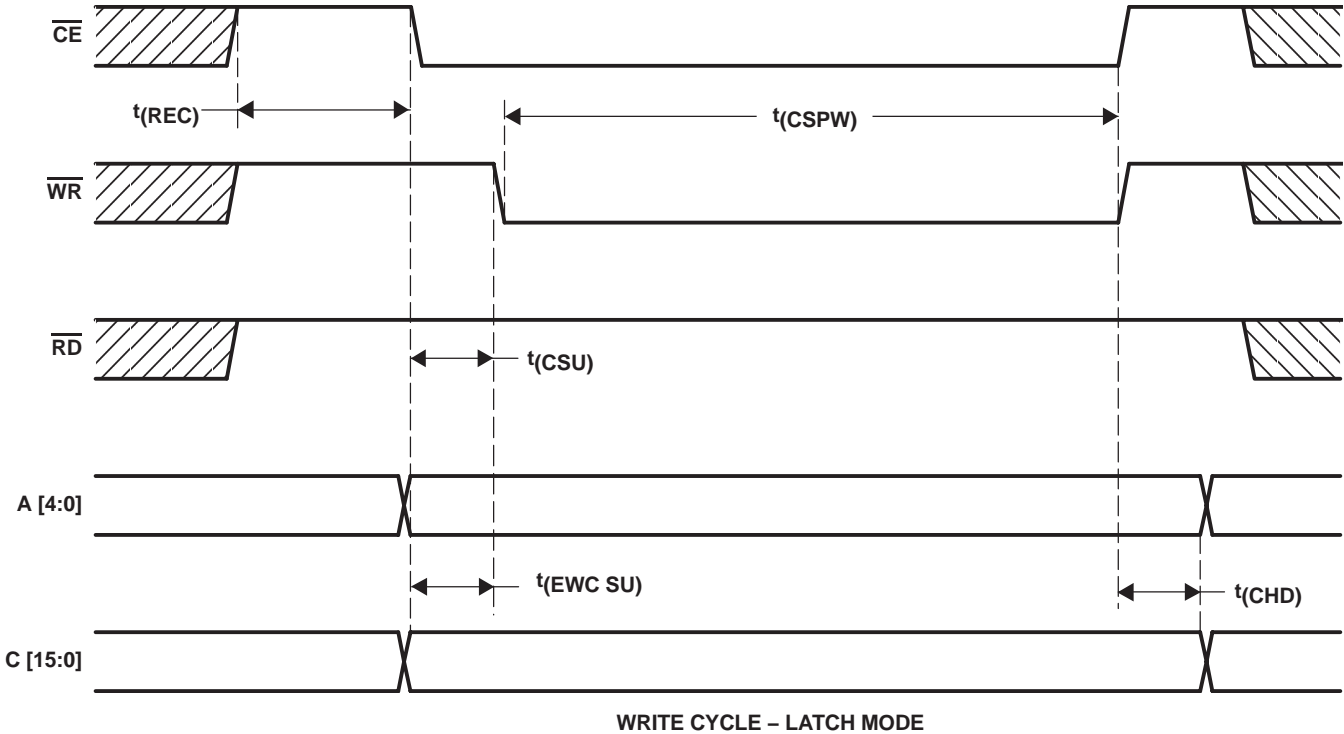 CE
t(REC)
t(CSPW)
WR
RD
t(CSU)
A [4:0]
t(EWC SU)
t(CHD)
C [15:0]
WRITE CYCLE – LATCH MODE